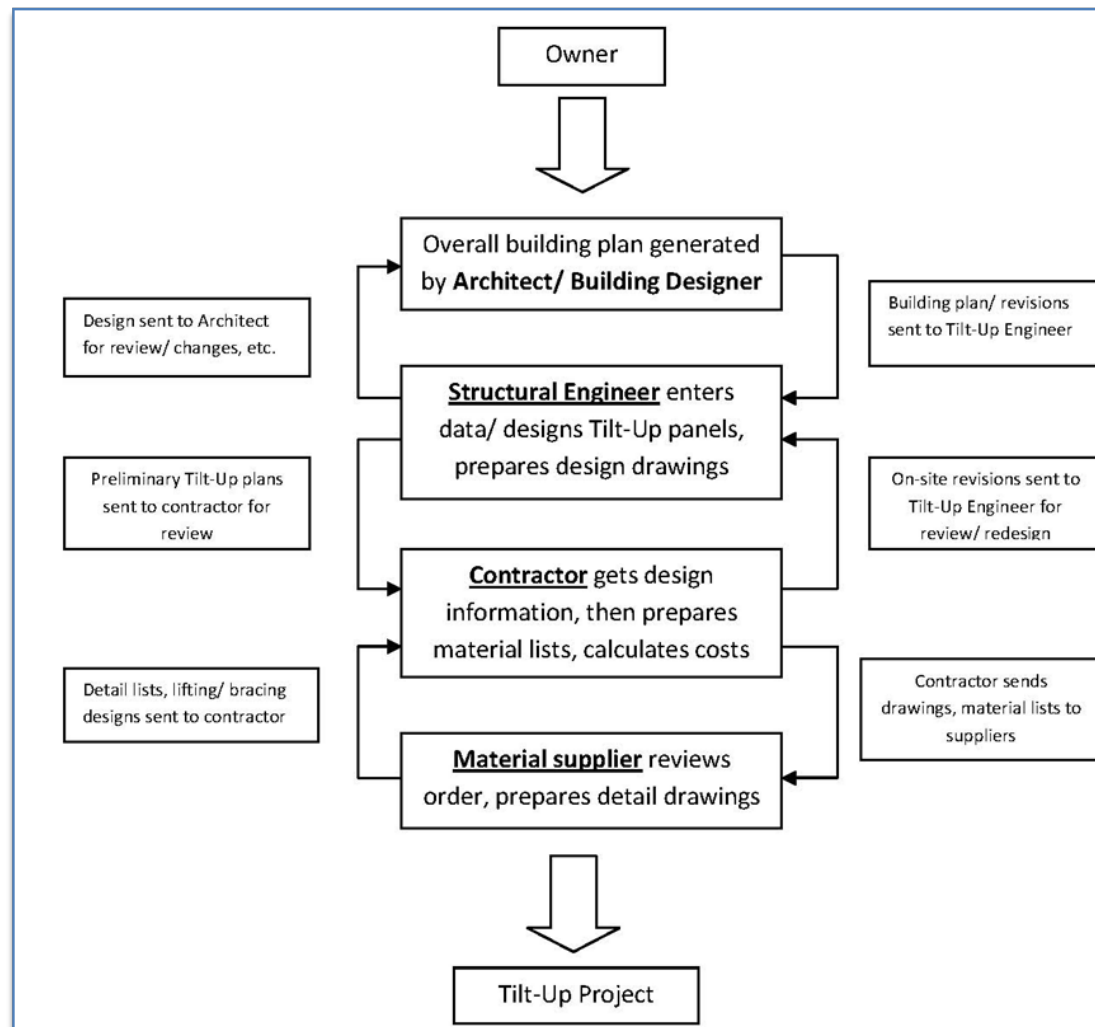 Owner
Overall building plan generated
by Architect/ Building Designer
Design sent to Architect
for review/ changes, etc.
Building plan/ revisions
sent to Tilt-Up Engineer
Structural Engineer enters
data/ designs Tilt-Up panels,
prepares design drawings
Preliminary Tilt-Up plans
sent to contractor for
review
On-site revisions sent to
Tilt-Up Engineer for
review/ redesign
Contractor gets design
information, then prepares
material lists, calculates costs
Detail lists, lifting/ bracing
designs sent to contractor
Contractor sends
drawings, material lists to
suppliers
Material supplier reviews
order, prepares detail drawings
Tilt-Up Project